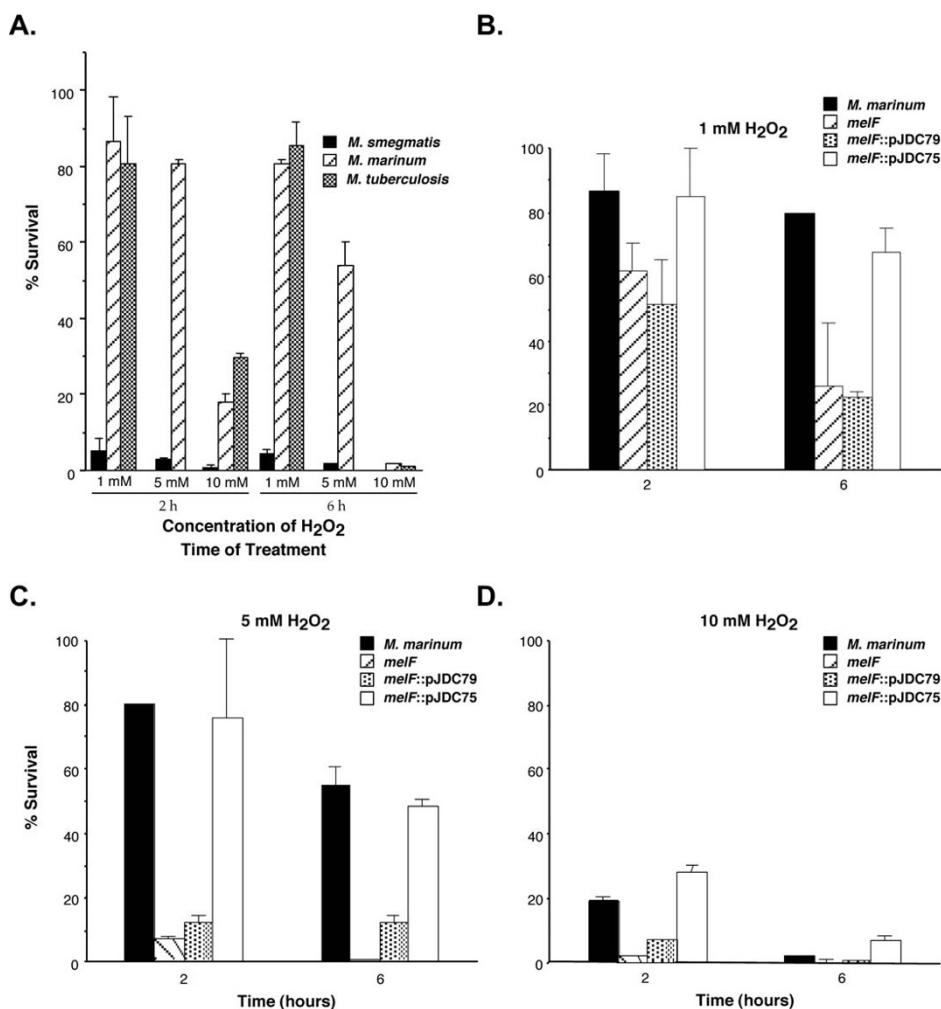 A.
100
80
60
40
20
0
% Survival
M. smegmatis
M. marinum
M. tuberculosis
1 mM 5 mM 10 mM 1 mM 5 mM 10 mM
2 h 6 h
Concentration of H₂O₂
Time of Treatment
B.
1 mM H₂O₂
M. marinum
melF
melF::pJDC79
melF::pJDC75
100
80
60
40
20
0
2 6
C.
5 mM H₂O₂
M. marinum
melF
melF::pJDC79
melF::pJDC75
100
80
60
40
20
0
% Survival
2 6
Time (hours)
D.
10 mM H₂O₂
M. marinum
melF
melF::pJDC79
melF::pJDC75
100
80
60
40
20
0
2 6
Time (hours)